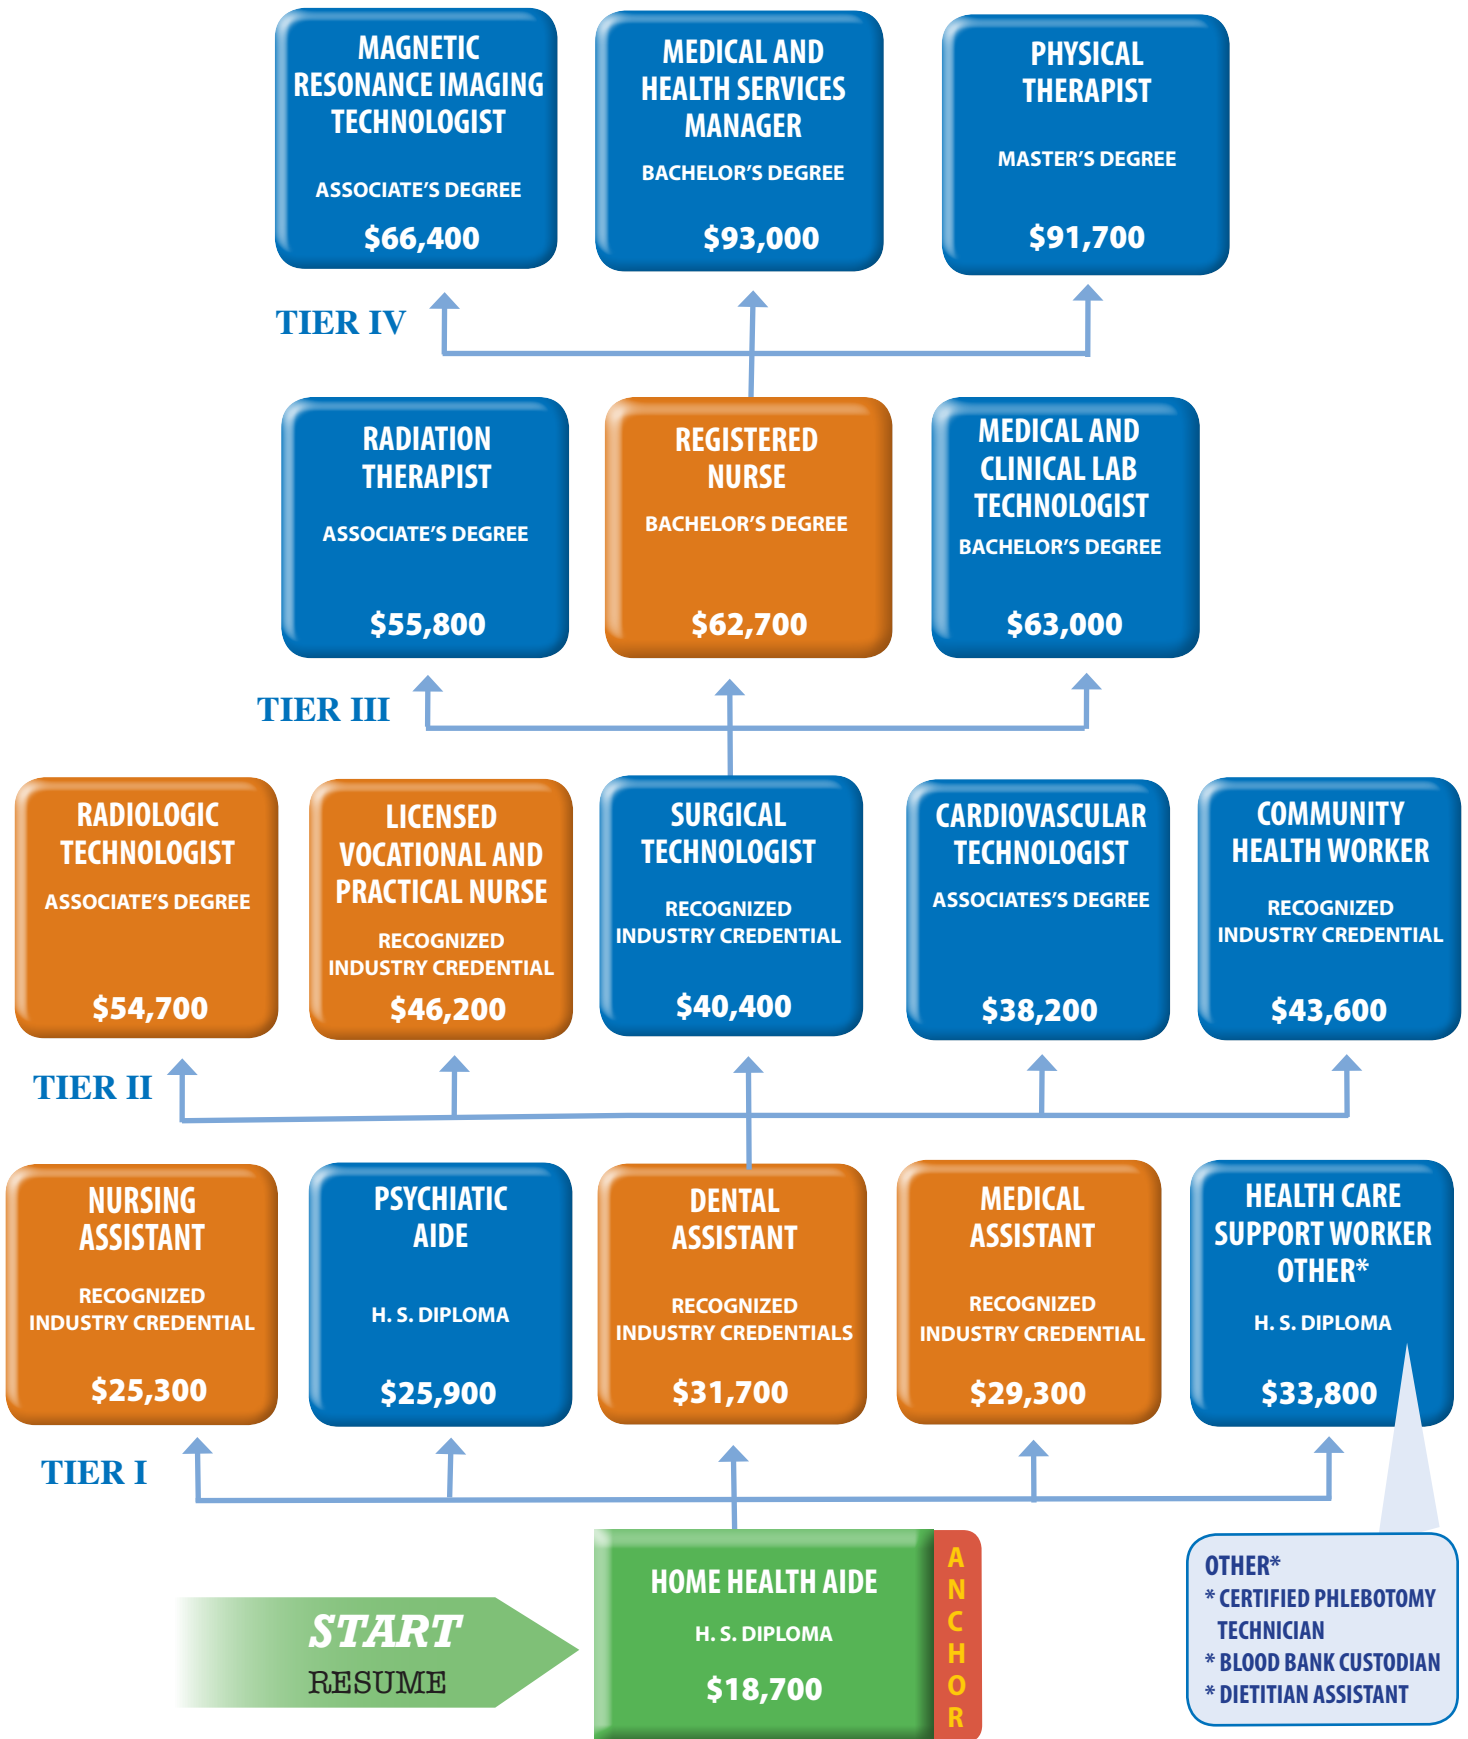 MAGNETIC
RESONANCE IMAGING
TECHNOLOGIST
ASSOCIATE'S DEGREE
$66,400
MEDICAL AND
HEALTH SERVICES
MANAGER
BACHELOR'S DEGREE
$93,000
PHYSICAL
THERAPIST
MASTER'S DEGREE
$91,700
TIER IV
RADIATION
THERAPIST
ASSOCIATE'S DEGREE
$55,800
REGISTERED
NURSE
BACHELOR'S DEGREE
$62,700
MEDICAL AND
CLINICAL LAB
TECHNOLOGIST
BACHELOR'S DEGREE
$63,000
TIER III
RADIOLOGIC
TECHNOLOGIST
ASSOCIATE'S DEGREE
$54,700
LICENSED
VOCATIONAL AND
PRACTICAL NURSE
RECOGNIZED
INDUSTRY CREDENTIAL
$46,200
SURGICAL
TECHNOLOGIST
RECOGNIZED
INDUSTRY CREDENTIAL
$40,400
CARDIOVASCULAR
TECHNOLOGIST
ASSOCIATES'S DEGREE
$38,200
COMMUNITY
HEALTH WORKER
RECOGNIZED
INDUSTRY CREDENTIAL
$43,600
TIER II
NURSING
ASSISTANT
RECOGNIZED
INDUSTRY CREDENTIAL
$25,300
PSYCHIATIC
AIDE
H. S. DIPLOMA
$25,900
DENTAL
ASSISTANT
RECOGNIZED
INDUSTRY CREDENTIALS
$31,700
MEDICAL
ASSISTANT
RECOGNIZED
INDUSTRY CREDENTIAL
$29,300
HEALTH CARE
SUPPORT WORKER
OTHER*
H. S. DIPLOMA
$33,800
TIER I
START
RESUME
HOME HEALTH AIDE
H. S. DIPLOMA
$18,700
ANCHOR
OTHER*
* CERTIFIED PHLEBOTOMY
TECHNICIAN
* BLOOD BANK CUSTODIAN
* DIETITIAN ASSISTANT